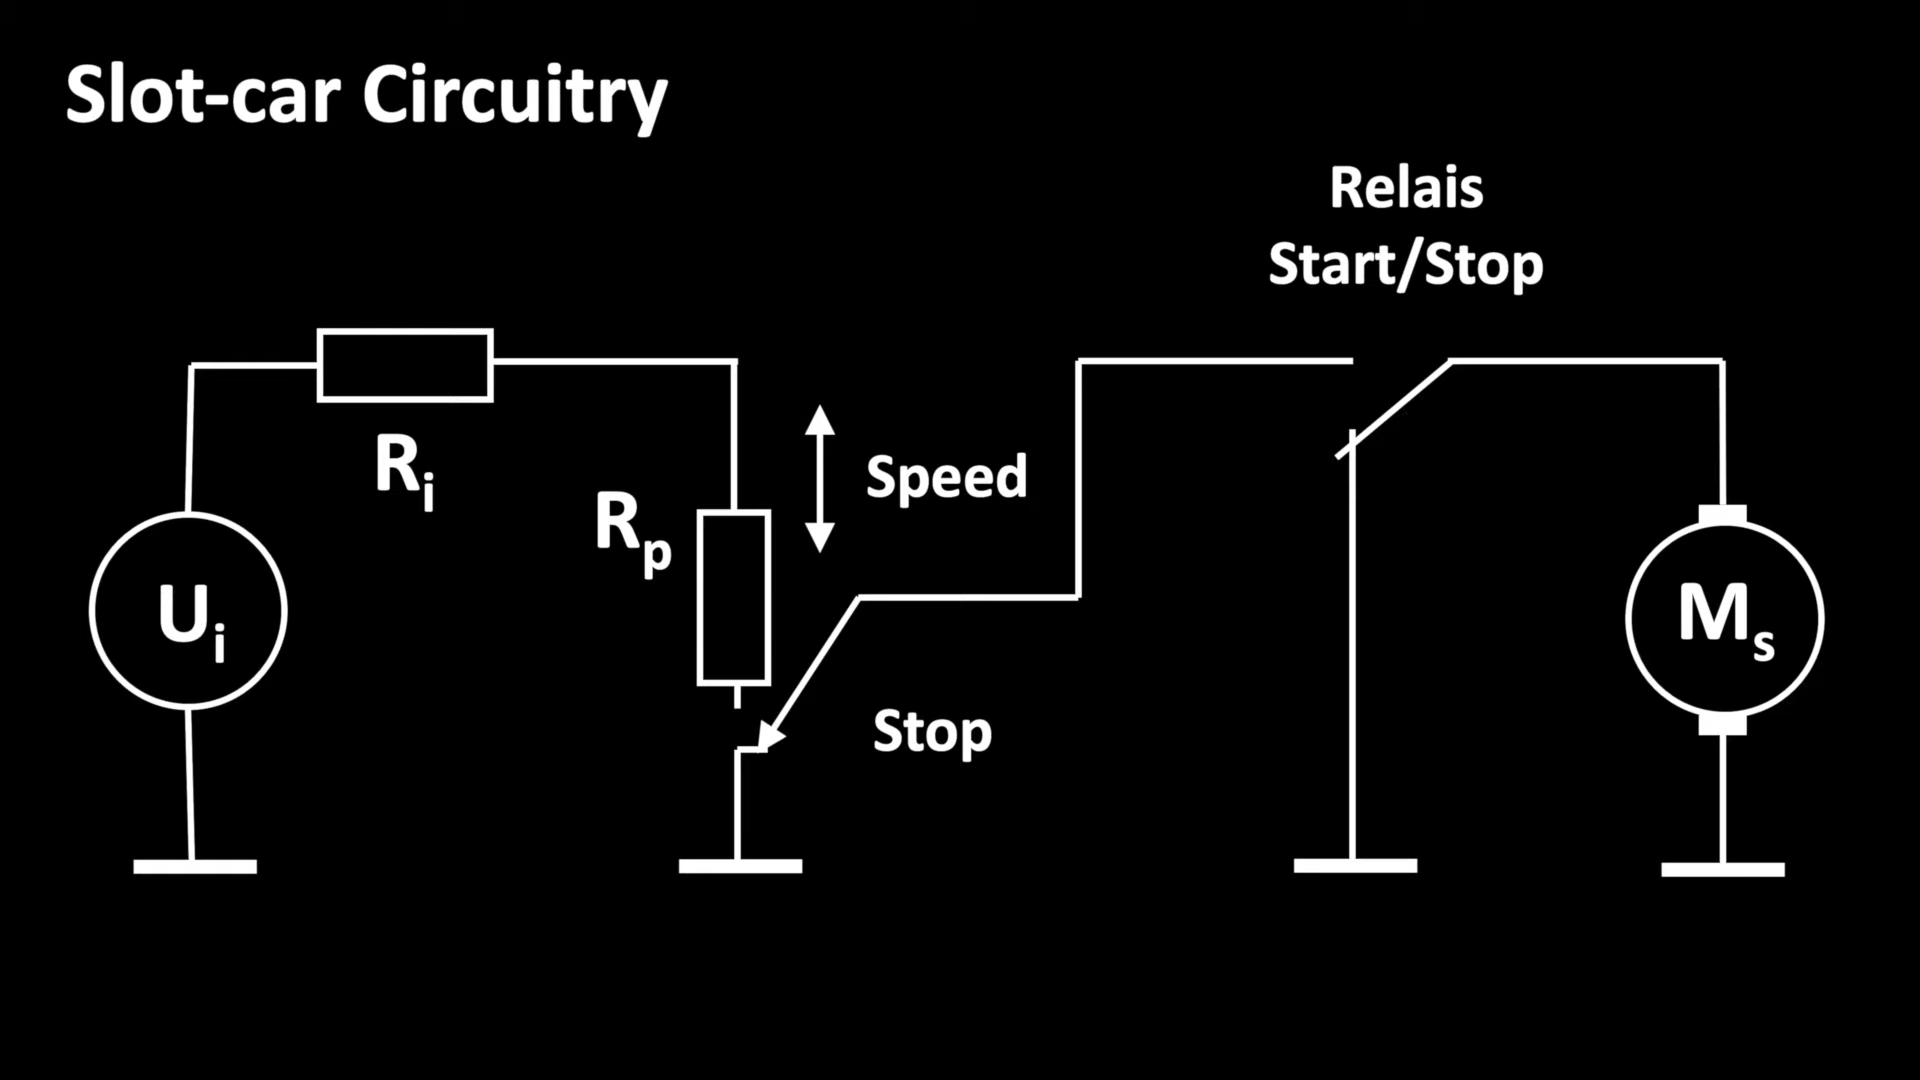 Slot-car Circuitry
Relais
Start/Stop
Ri
Speed
Rp
Ui
Ms
Stop